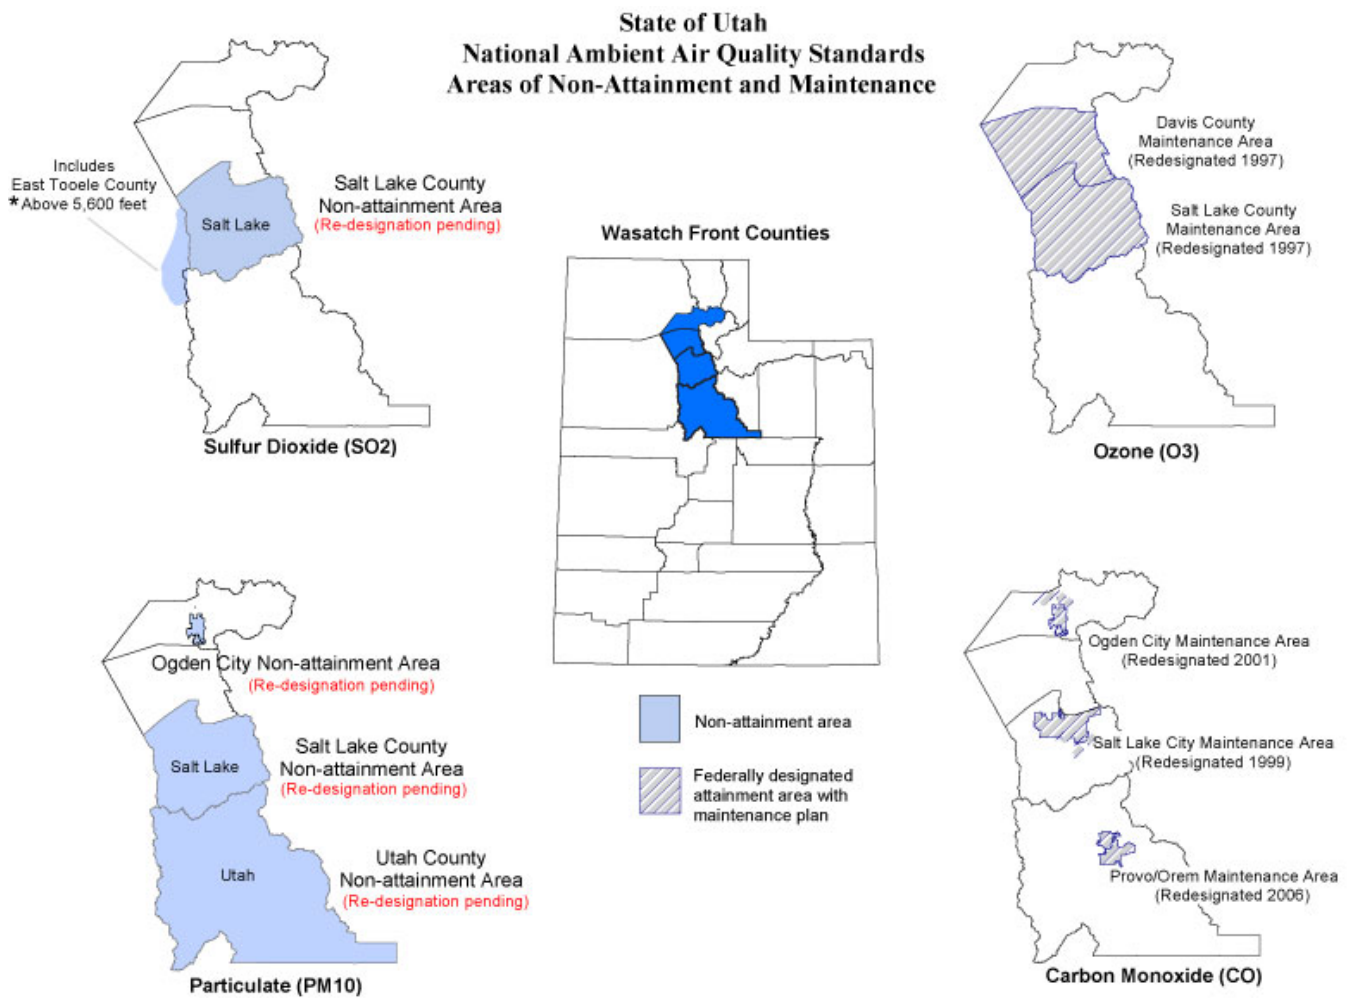 State of Utah
National Ambient Air Quality Standards
Areas of Non-Attainment and Maintenance
Includes
East Tooele County
*Above 5,600 feet
Salt Lake
Salt Lake County
Non-attainment Area
(Re-designation pending)
Sulfur Dioxide (SO2)
Wasatch Front Counties
Davis County
Maintenance Area
(Redesignated 1997)
Salt Lake County
Maintenance Area
(Redesignated 1997)
Ozone (O3)
Ogden City Non-attainment Area
(Re-designation pending)
Salt Lake
Salt Lake County
Non-attainment Area
(Re-designation pending)
Utah
Utah County
Non-attainment Area
(Re-designation pending)
Particulate (PM10)
Non-attainment area
Federally designated
attainment area with
maintenance plan
Ogden City Maintenance Area
(Redesignated 2001)
Salt Lake City Maintenance Area
(Redesignated 1999)
Provo/Orem Maintenance Area
(Redesignated 2006)
Carbon Monoxide (CO)